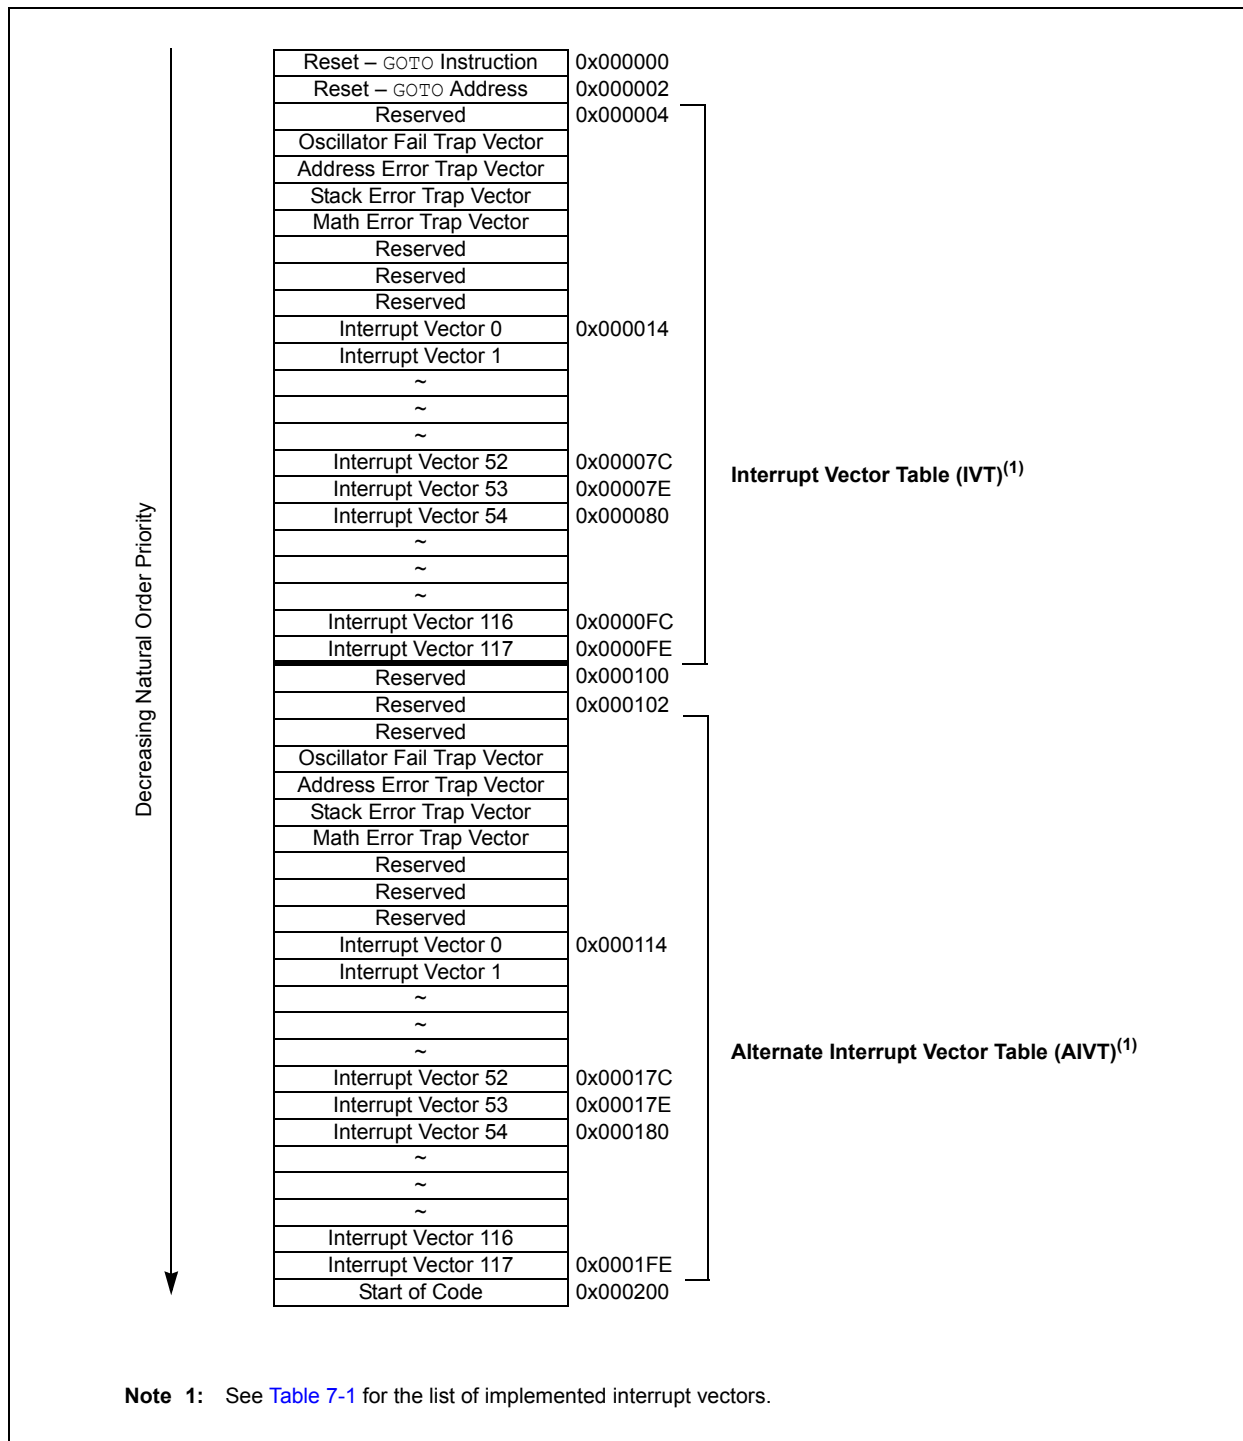 Decreasing Natural Order Priority
Reset – GOTO Instruction 0x000000
Reset – GOTO Address 0x000002
Reserved 0x000004
Oscillator Fail Trap Vector
Address Error Trap Vector
Stack Error Trap Vector
Math Error Trap Vector
Reserved
Reserved
Reserved
Interrupt Vector 0 0x000014
Interrupt Vector 1
~
~
~
Interrupt Vector 52 0x00007C
Interrupt Vector Table (IVT)(1)
Interrupt Vector 53 0x00007E
Interrupt Vector 54 0x000080
~
~
~
Interrupt Vector 116 0x0000FC
Interrupt Vector 117 0x0000FE
Reserved 0x000100
Reserved 0x000102
Reserved
Oscillator Fail Trap Vector
Address Error Trap Vector
Stack Error Trap Vector
Math Error Trap Vector
Reserved
Reserved
Reserved
Interrupt Vector 0 0x000114
Interrupt Vector 1
~
~
~
Alternate Interrupt Vector Table (AIVT)(1)
Interrupt Vector 52 0x00017C
Interrupt Vector 53 0x00017E
Interrupt Vector 54 0x000180
~
~
~
Interrupt Vector 116
Interrupt Vector 117 0x0001FE
Start of Code 0x000200
Note 1: See Table 7-1 for the list of implemented interrupt vectors.